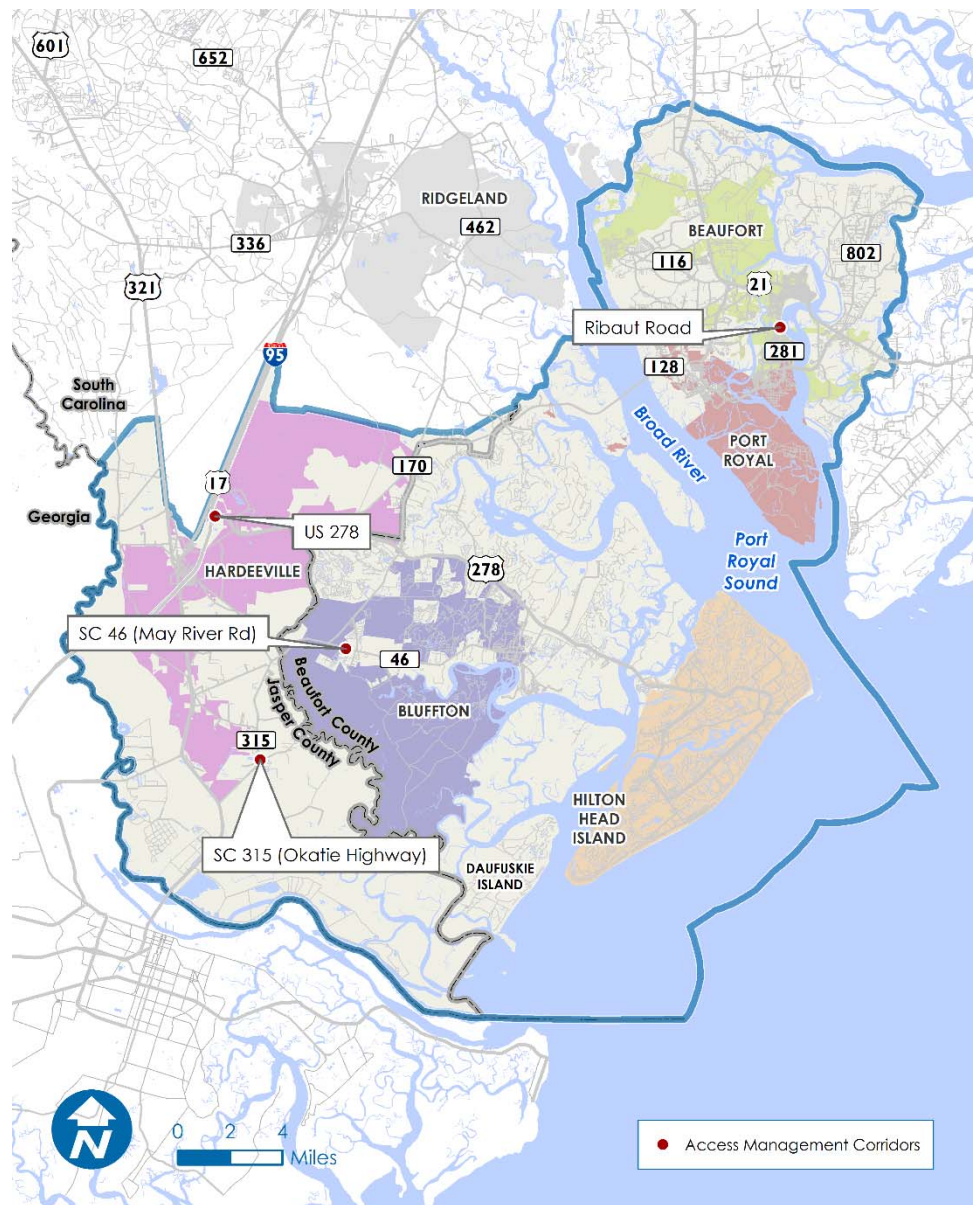 601
652
RIDGELAND
462
336
BEAUFORT
802
116
321
21
Ribaut Road
281
128
95
South
Carolina
Broad River
PORT
ROYAL
170
17
Georgia
US 278
Port
Royal
Sound
HARDEEVILLE
278
SC 46 (May River Rd)
46
Beaufort County
Jasper County
BLUFFTON
315
HILTON
HEAD
ISLAND
SC 315 (Okatie Highway)
DAUFUSKIE
ISLAND
N
0 2 4
Miles
Access Management Corridors